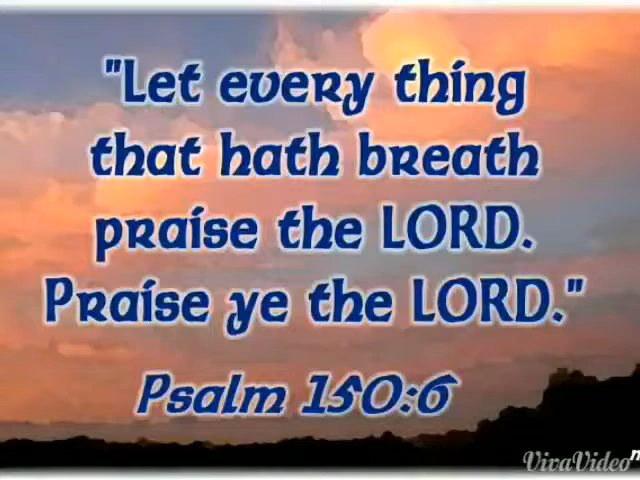 "Let every thing
that hath breath
praise the LORD.
Praise ye the LORD."
Psalm 150:6
VivaVideo